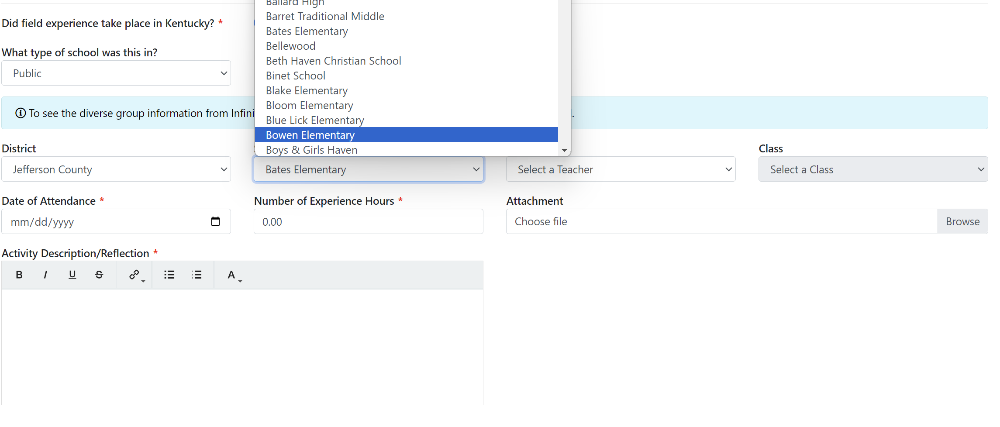 Ballard High
Did field experience take place in Kentucky? *
Barret Traditional Middle
Bates Elementary
Bellewood
What type of school was this in?
Beth Haven Christian School
Public
Binet School
Blake Elementary
Bloom Elementary
To see the diverse group information from Infini
Blue Lick Elementary
Bowen Elementary
Boys & Girls Haven
District
Class
Jefferson County
Bates Elementary
Select a Teacher
Select a Class
Date of Attendance *
Number of Experience Hours *
Attachment
mm/dd/yyyy
0.00
Choose file
Browse
Activity Description/Reflection *
B I U S A